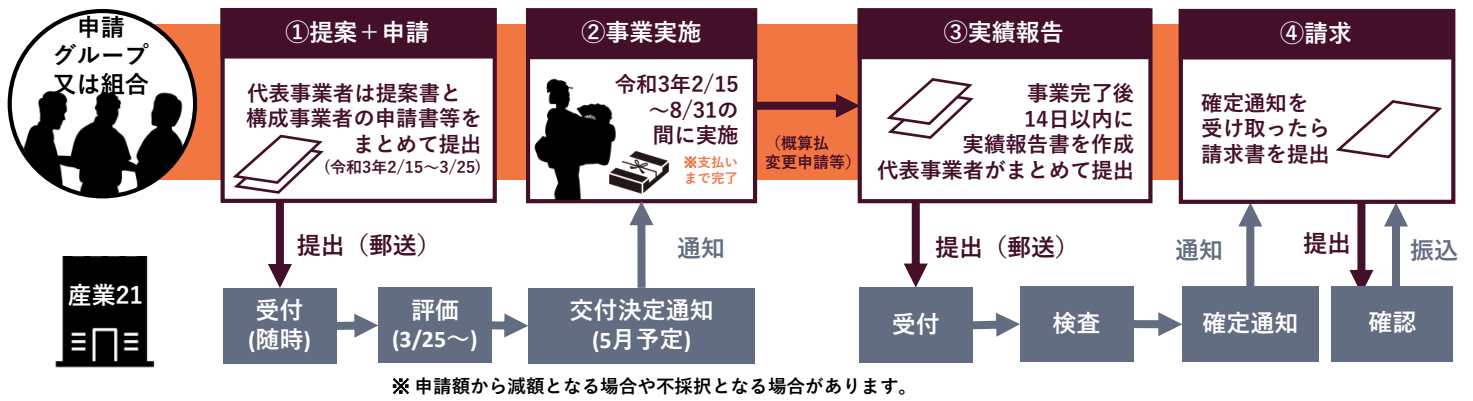 申請
グループ
又は組合
①提案＋申請
代表事業者は提案書と
構成事業者の申請書等を
まとめて提出
(令和3年2/15～3/25)
②事業実施
令和3年2/15
～8/31の
間に実施
※支払い
まで完了
（概算払
変更申請等）
③実績報告
事業完了後
14日以内に
実績報告書を作成
代表事業者がまとめて提出
④請求
確定通知を
受け取ったら
請求書を提出
提出（郵送）
通知
提出（郵送）
通知
提出
振込
産業21
受付
(随時)
評価
(3/25～)
交付決定通知
(5月予定)
受付
検査
確定通知
確認
※ 申請額から減額となる場合や不採択となる場合があります。